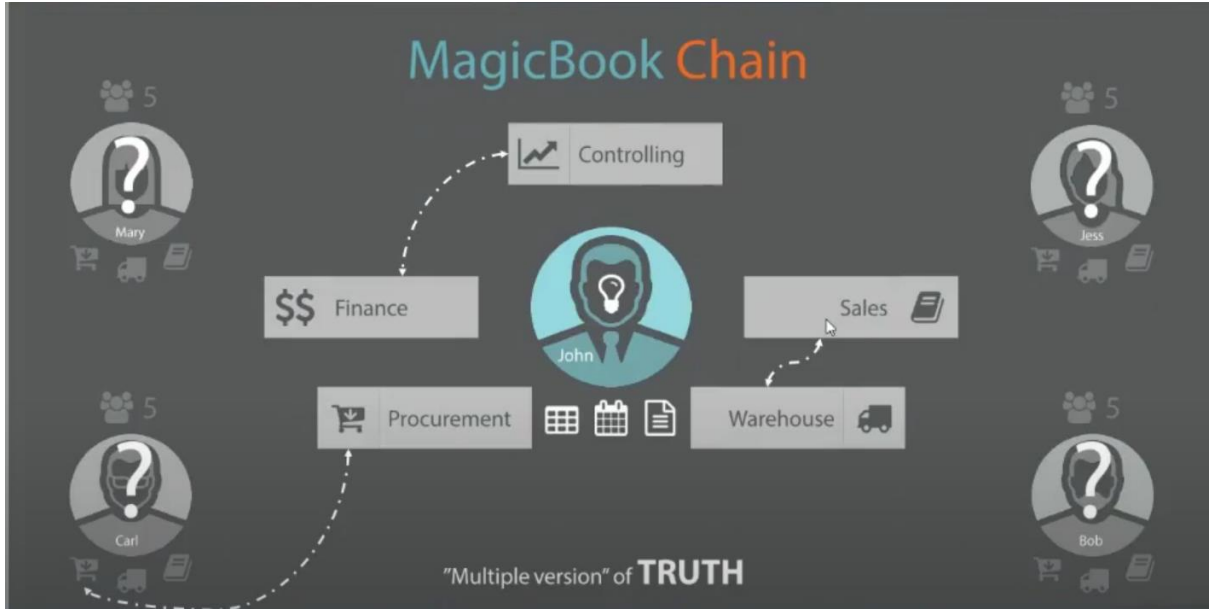 MagicBook Chain
5
5
?
?
Controlling
Mary
Jess
$$ Finance
Sales
John
5
5
Procurement
Warehouse
?
?
Carl
Bob
"Multiple version" of TRUTH